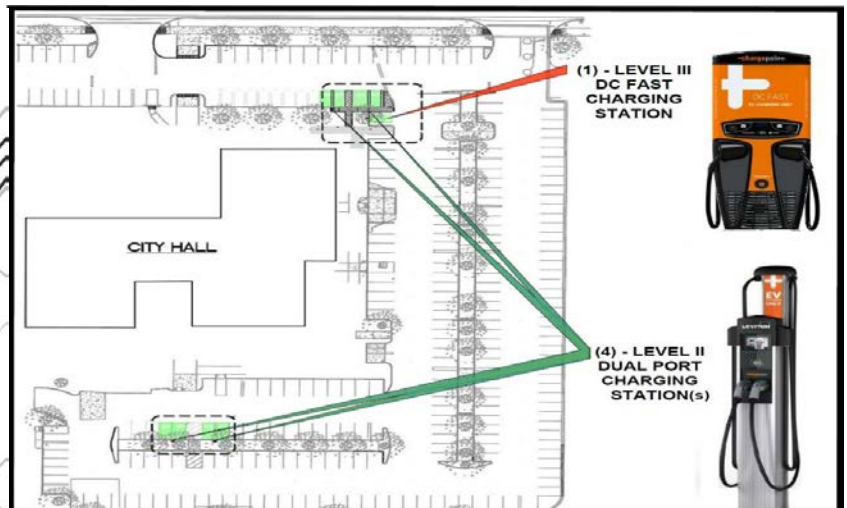 (1) - LEVEL III
DC FAST
CHARGING
STATION
DC FAST
CITY HALL
EV
(4) - LEVEL II
DUAL PORT
CHARGING
STATION(s)